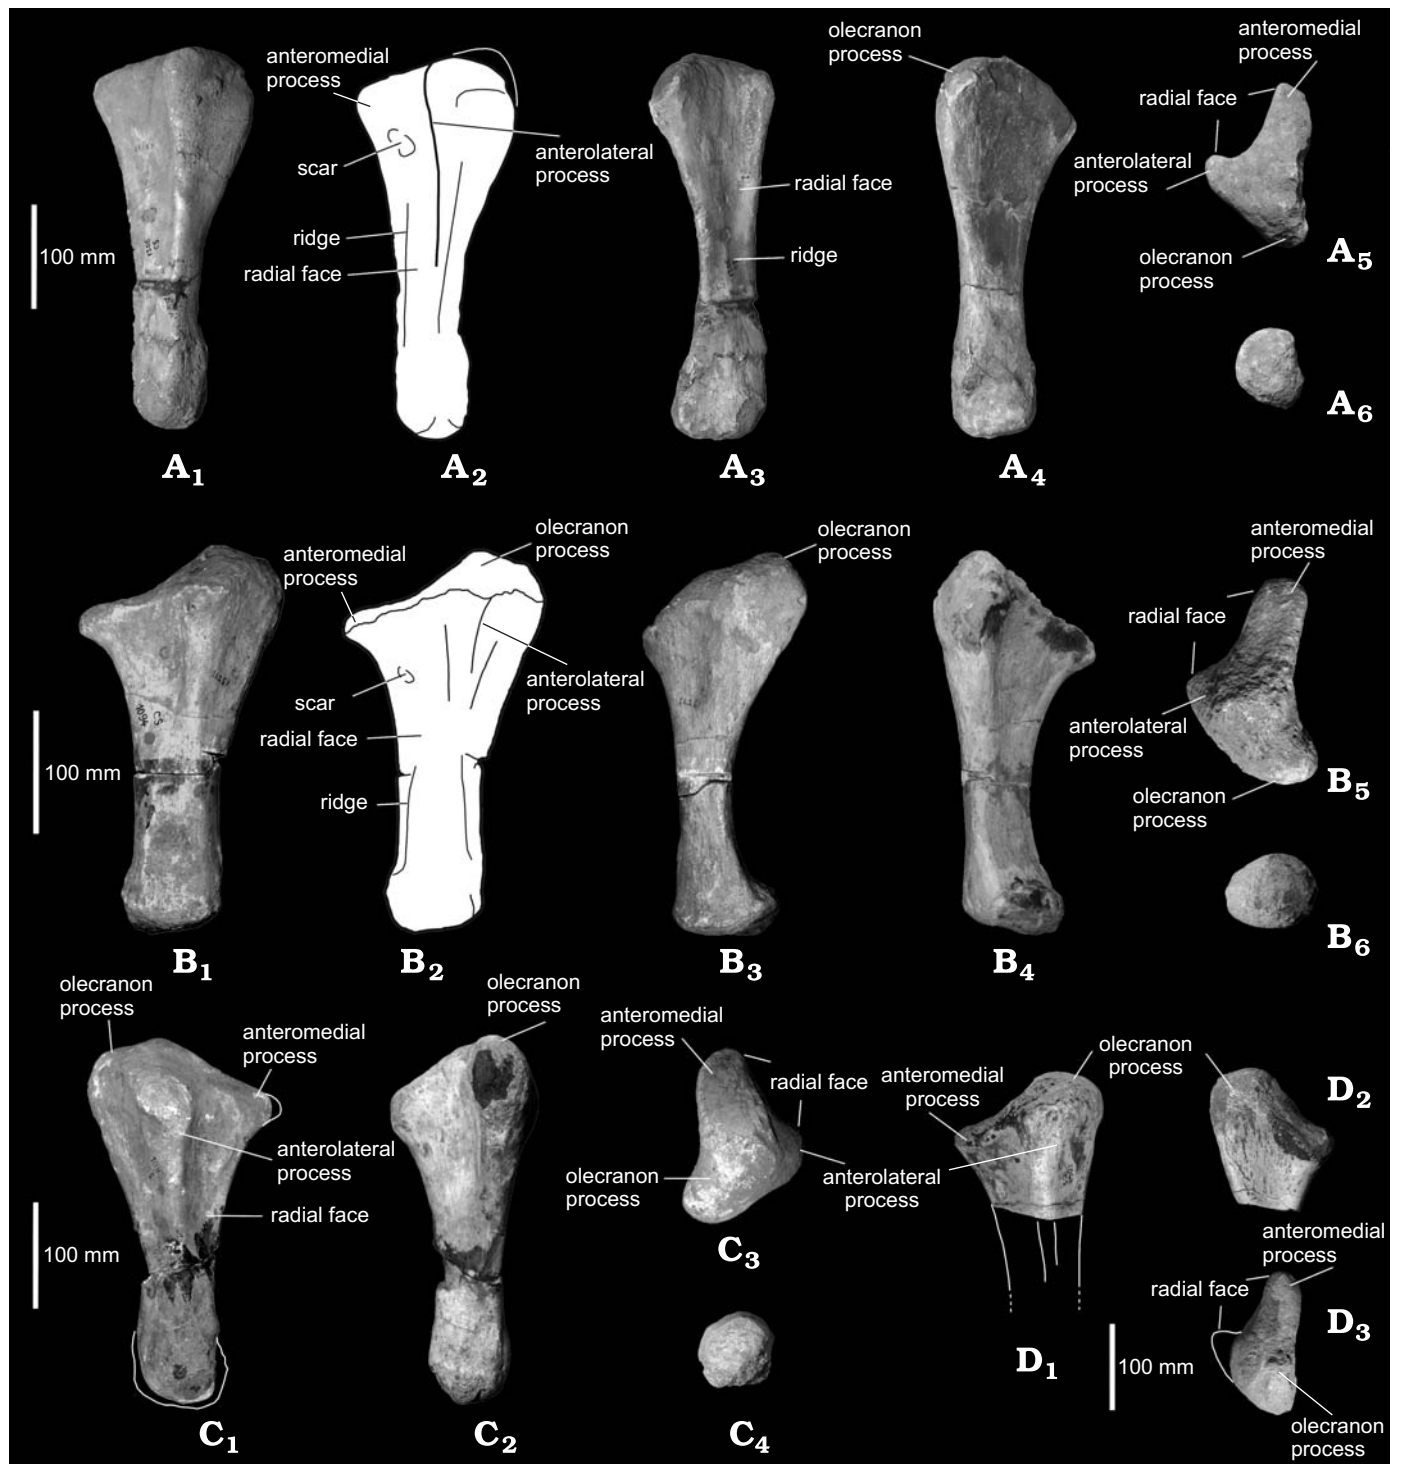 anteromedial
process
scar
ridge
radial face
anterolateral
process
radial face
ridge
olecranon
process
anteromedial
process
radial face
anterolateral
process
olecranon
process
100 mm
A1
A2
A3
A4
A5
A6
anteromedial
process
olecranon
process
scar
radial face
ridge
anterolateral
process
olecranon
process
anteromedial
process
radial face
anterolateral
process
olecranon
process
100 mm
B1
B2
B3
B4
B5
B6
olecranon
process
anteromedial
process
anterolateral
process
radial face
100 mm
olecranon
process
anteromedial
process
radial face
olecranon
process
anterolateral
process
C1
C2
C3
C4
anteromedial
process
olecranon
process
anteromedial
process
radial face
olecranon
process
100 mm
D1
D2
D3